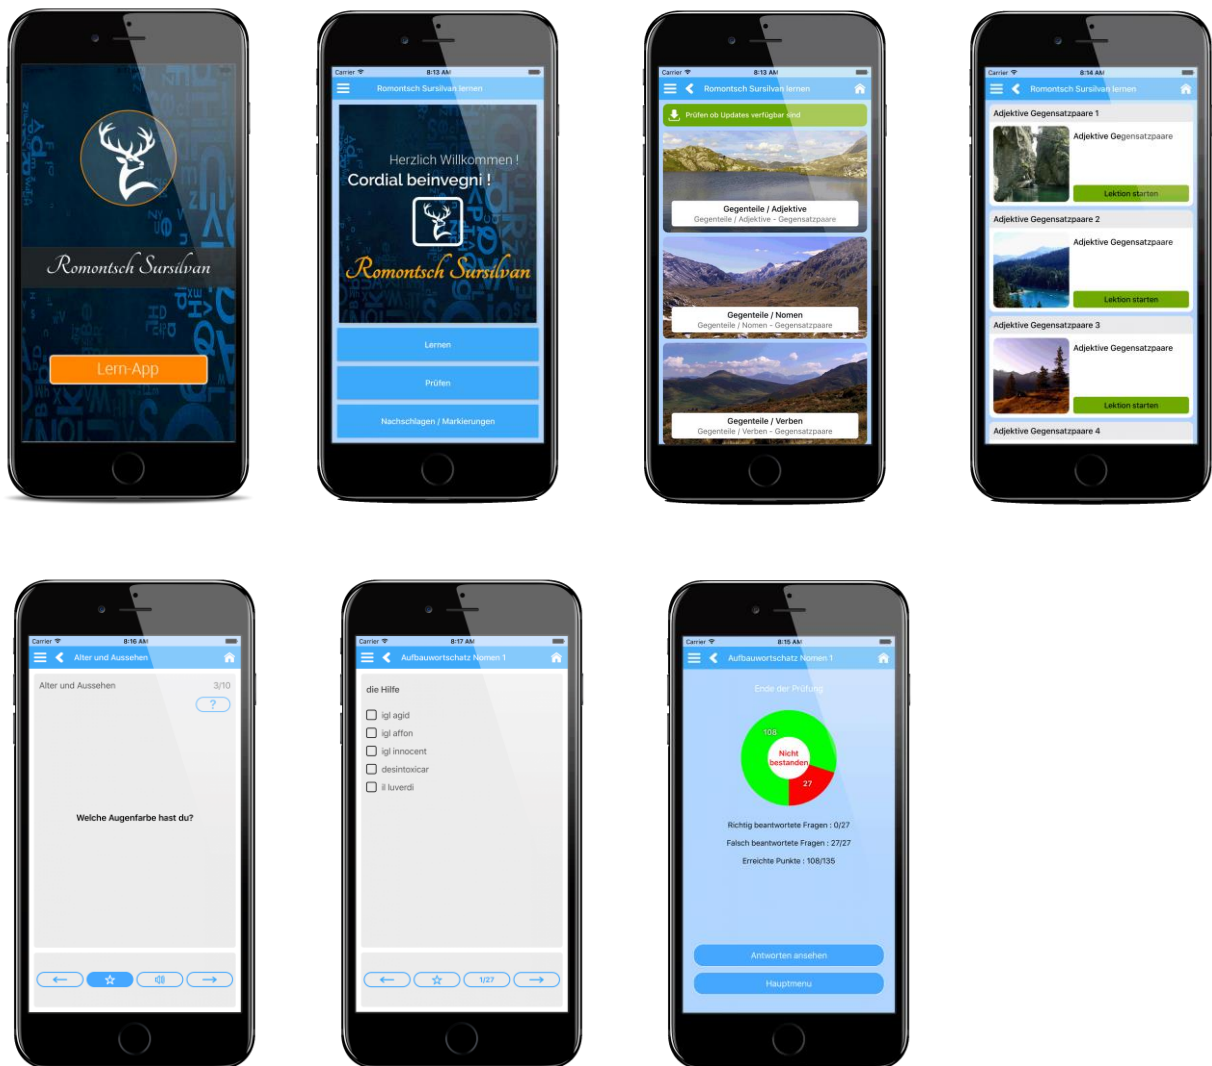 Romontsch Sursilvan
Lern-App
Carrier 8:13 AM
Romontsch Sursilvan lernen
Herzlich Willkommen !
Cordial beinvegni !
Romontsch Sursilvan
Lernen
Prüfen
Nachschlagen / Markierungen
Carrier 8:13 AM
Romontsch Sursilvan lernen
Prüfen ob Updates verfügbar sind
Gegenteile / Adjektive
Gegenteile / Adjektive - Gegensatzpaare
Gegenteile / Nomen
Gegenteile / Nomen - Gegensatzpaare
Gegenteile / Verben
Gegenteile / Verben - Gegensatzpaare
Carrier 8:14 AM
Romontsch Sursilvan lernen
Adjektive Gegensatzpaare 1
Adjektive Gegensatzpaare
Lektion starten
Adjektive Gegensatzpaare 2
Adjektive Gegensatzpaare
Lektion starten
Adjektive Gegensatzpaare 3
Adjektive Gegensatzpaare
Lektion starten
Adjektive Gegensatzpaare 4
Carrier 8:16 AM
Alter und Aussehen
Alter und Aussehen 3/10
?
Welche Augenfarbe hast du?
Carrier 8:17 AM
Aufbauwortschatz Nomen 1
die Hilfe
igl agid
igl affon
igl innocent
desintoxicar
il luverdi
1/27
Carrier 8:15 AM
Aufbauwortschatz Nomen 1
Ende der Prüfung
108
Nicht
bestanden
27
Richtig beantwortete Fragen : 0/27
Falsch beantwortete Fragen : 27/27
Erreichte Punkte : 108/135
Antworten ansehen
Hauptmenu